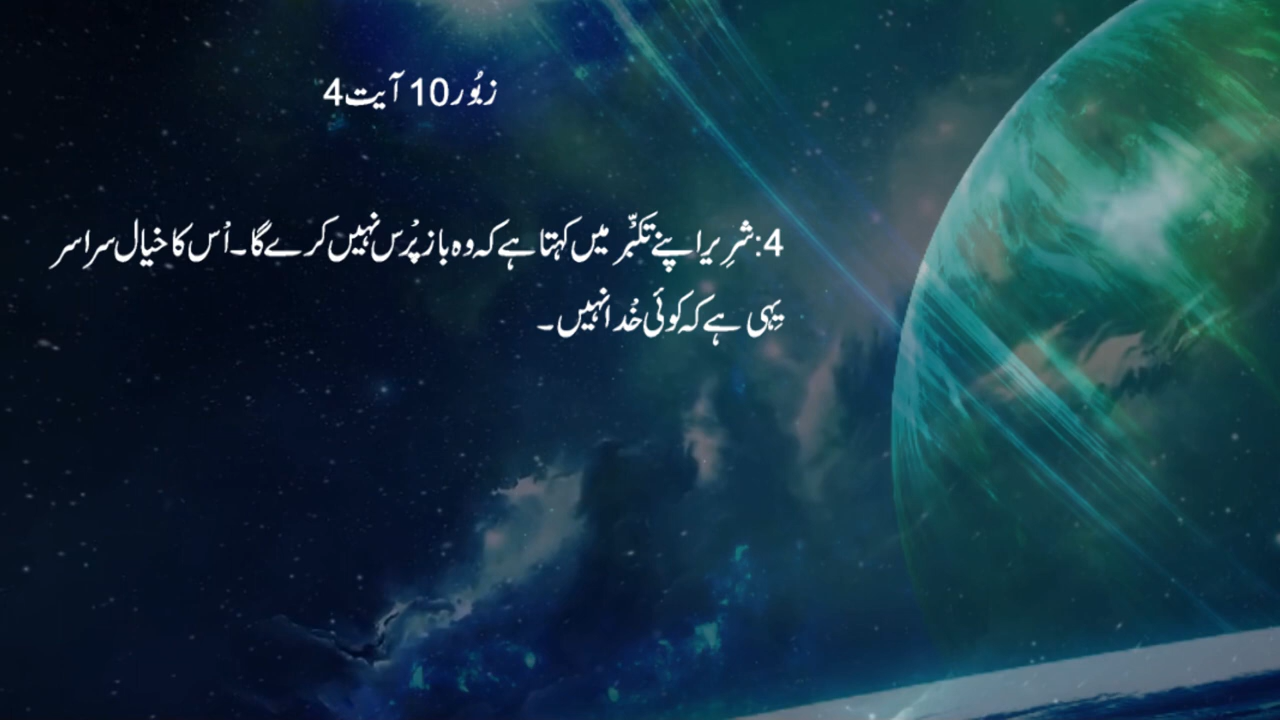 زبُور 10 آیت 4
4:شرِیر اپنے تکبُّر میں کہتا ہے کہ وہ بازپُرس نہیں کرے گا۔ اُس کا خیال سراسر
یِہی ہے کہ کوئی خُدا نہیں۔